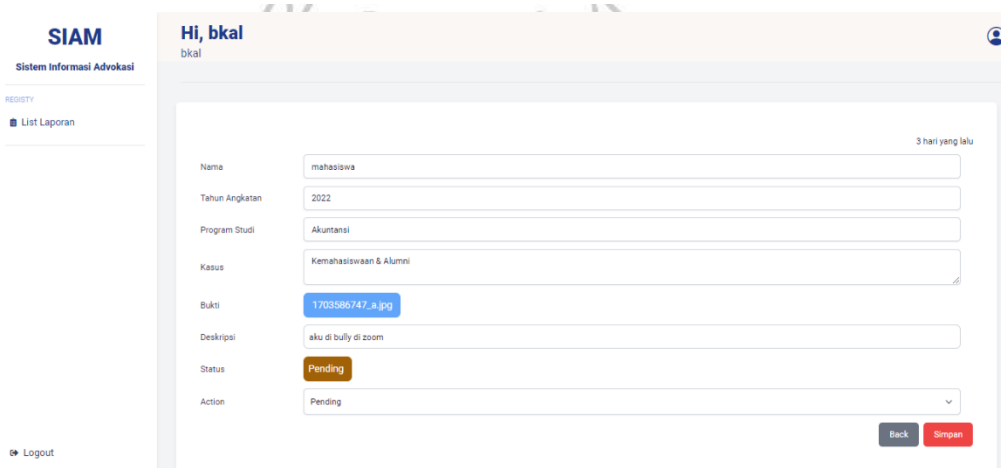 SIAM
Sistem Informasi Advokasi
REGISTY
List Laporan
Logout
Hi, bkal
bkal
3 hari yang lalu
Nama mahasiswa
Tahun Angkatan 2022
Program Studi Akuntansi
Kasus Kemahasiswaan & Alumni
Bukti 1703586747_a.jpg
Deskripsi aku di bully di zoom
Status Pending
Action Pending
Back Simpan